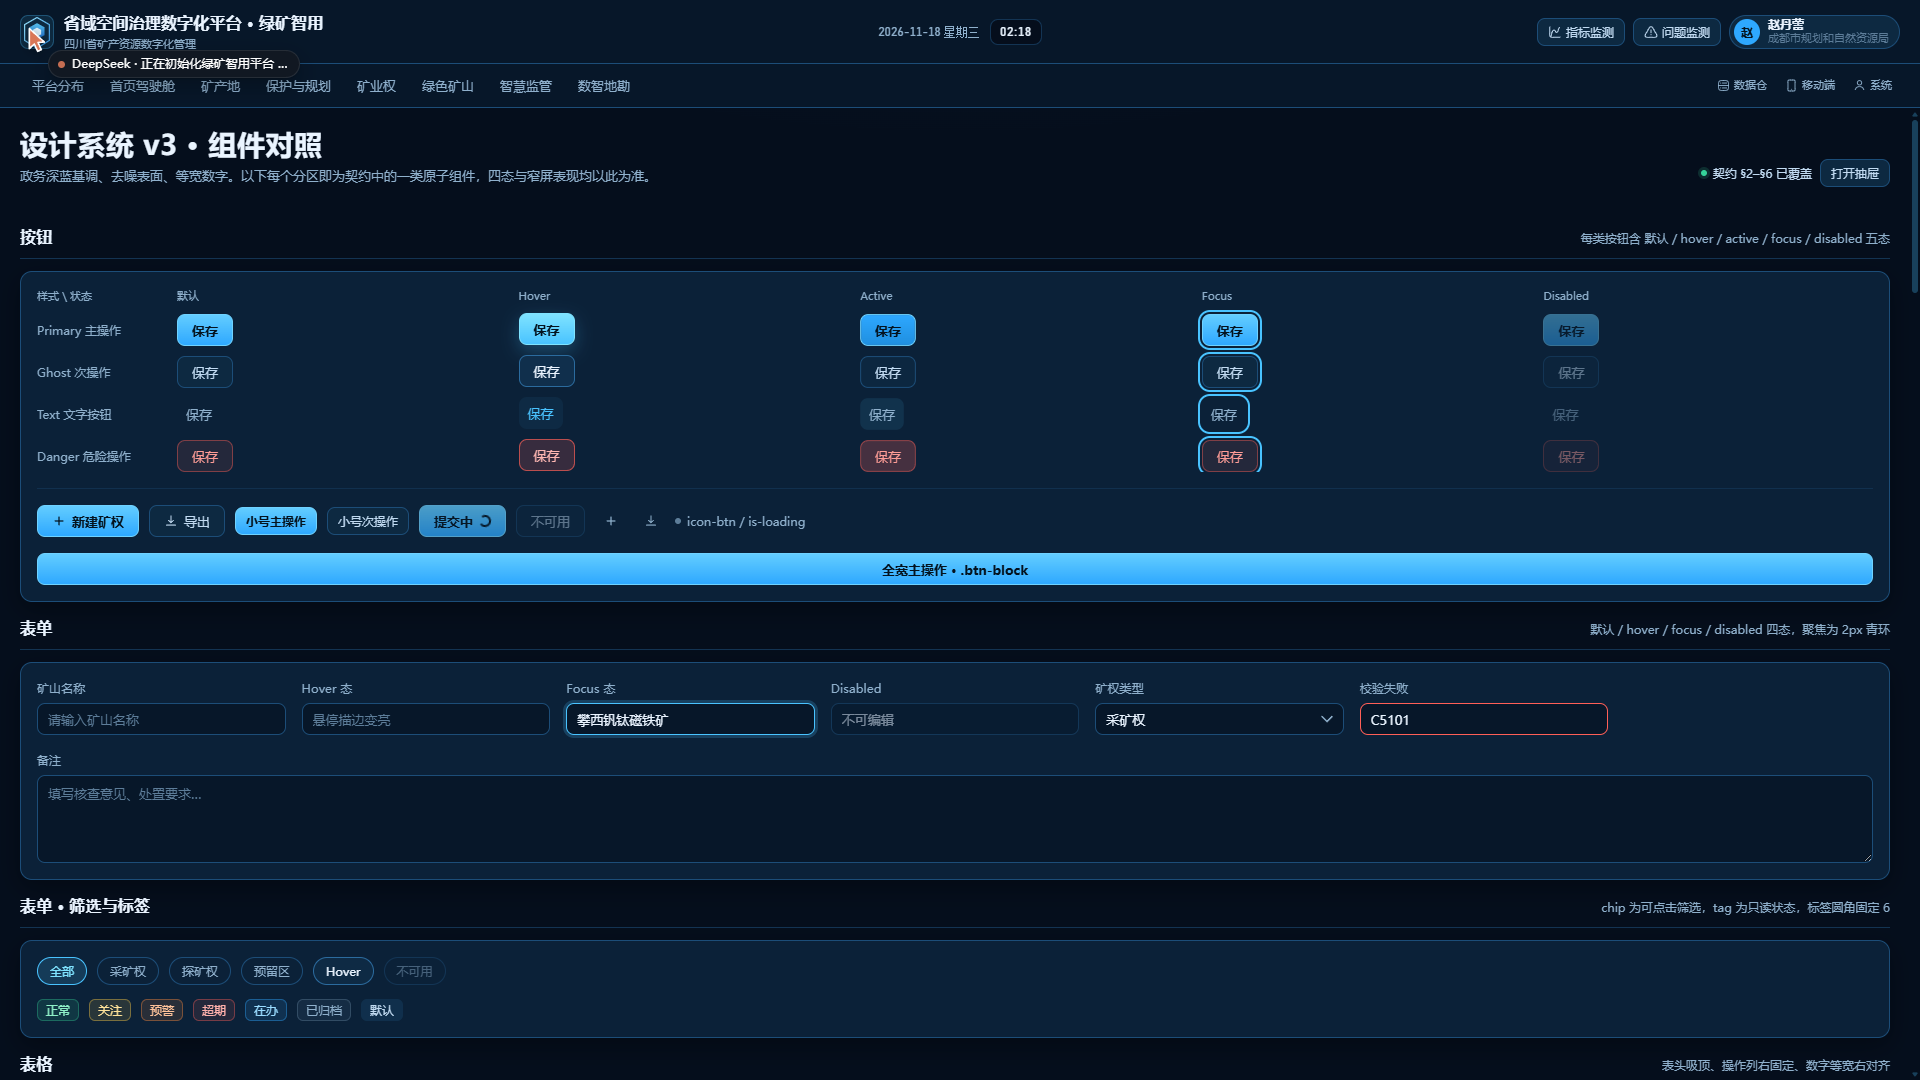 省域空间治理数字化平台 • 绿矿智用
四川省矿产资源数字化管理
2026-11-18 星期三 02:18
指标监测
问题监测
赵
赵丹蕾
成都市规划和自然资源局
DeepSeek · 正在初始化绿矿智用平台 ...
平台分布 首页驾驶舱 矿产地 保护与规划 矿业权 绿色矿山 智慧监管 数智地勘
数据仓 移动端 系统
设计系统 v3 • 组件对照
政务深蓝基调、去噪表面、等宽数字。以下每个分区即为契约中的一类原子组件，四态与窄屏表现均以此为准。
契约 §2–§6 已覆盖 打开抽屉
按钮
每类按钮含 默认 / hover / active / focus / disabled 五态
样式 \ 状态 默认 Hover Active Focus Disabled
Primary 主操作 保存 保存 保存 保存 保存
Ghost 次操作 保存 保存 保存 保存 保存
Text 文字按钮 保存 保存 保存 保存 保存
Danger 危险操作 保存 保存 保存 保存 保存
新建矿权 导出 小号主操作 小号次操作 提交中 不可用 icon-btn / is-loading
全宽主操作 • .btn-block
表单
默认 / hover / focus / disabled 四态，聚焦为 2px 青环
矿山名称 Hover 态 Focus 态 Disabled 矿权类型 校验失败
请输入矿山名称 悬停描边变亮 攀西钒钛磁铁矿 不可编辑 采矿权 C5101
备注
填写核查意见、处置要求...
表单 • 筛选与标签
chip 为可点击筛选，tag 为只读状态，标签圆角固定 6
全部 采矿权 探矿权 预留区 Hover 不可用
正常 关注 预警 超期 在办 已归档 默认
表格
表头吸顶、操作列右固定、数字等宽右对齐